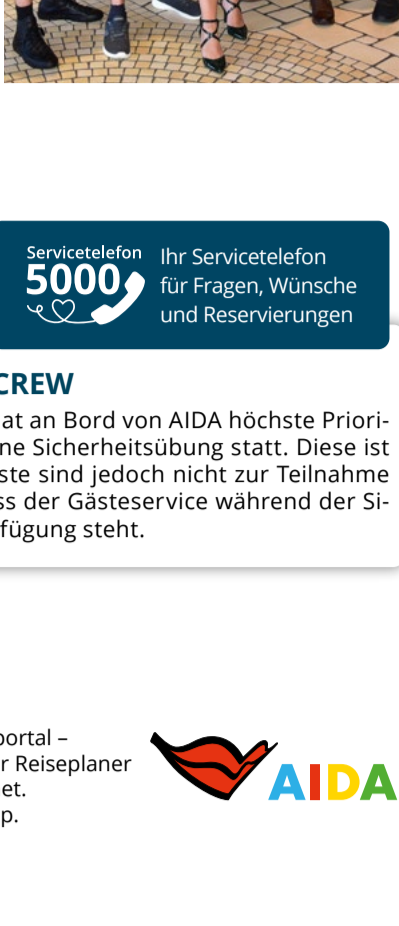 Servicetelefon
5000
Ihr Servicetelefon
für Fragen, Wünsche
und Reservierungen
CREW
at an Bord von AIDA höchste Priori-
ne Sicherheitsübung statt. Diese ist
ste sind jedoch nicht zur Teilnahme
ss der Gästeservice während der Si-
fügung steht.
portal –
r Reiseplaner
et.
p.
AIDA